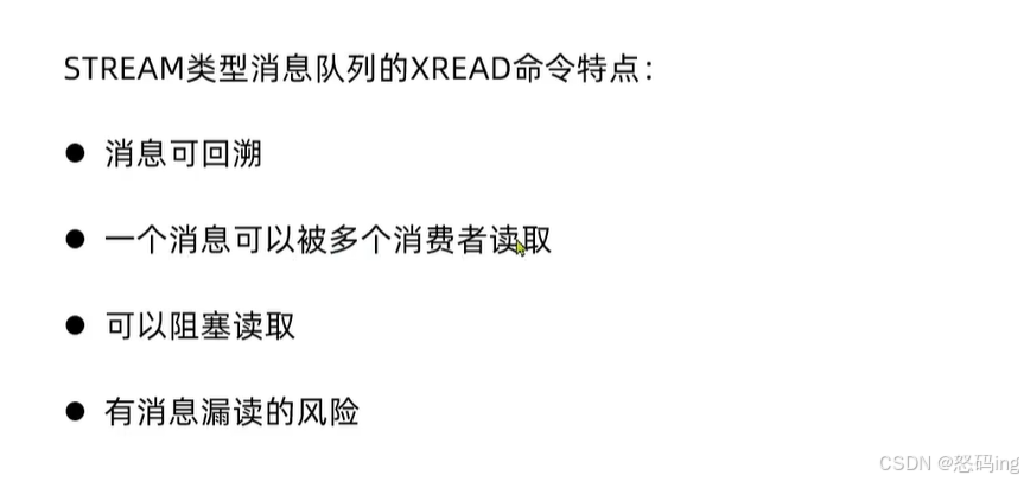 STREAM类型消息队列的XREAD命令特点：
● 消息可回溯
● 一个消息可以被多个消费者读取
● 可以阻塞读取
● 有消息漏读的风险
CSDN @怒码ing